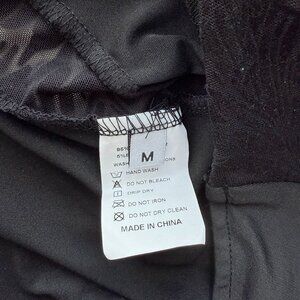 M
HAND WASH
DO NOT BLEACH
DRIP DRY
DO NOT IRON
DO NOT DRY CLEAN
MADE IN CHINA